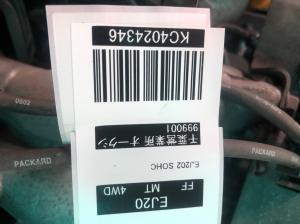 EJ20
FF MT 4WD
EJ202 SOHC
千葉営業所 オークション
999001
KC4024346
PACKARD
PACKARD
0602